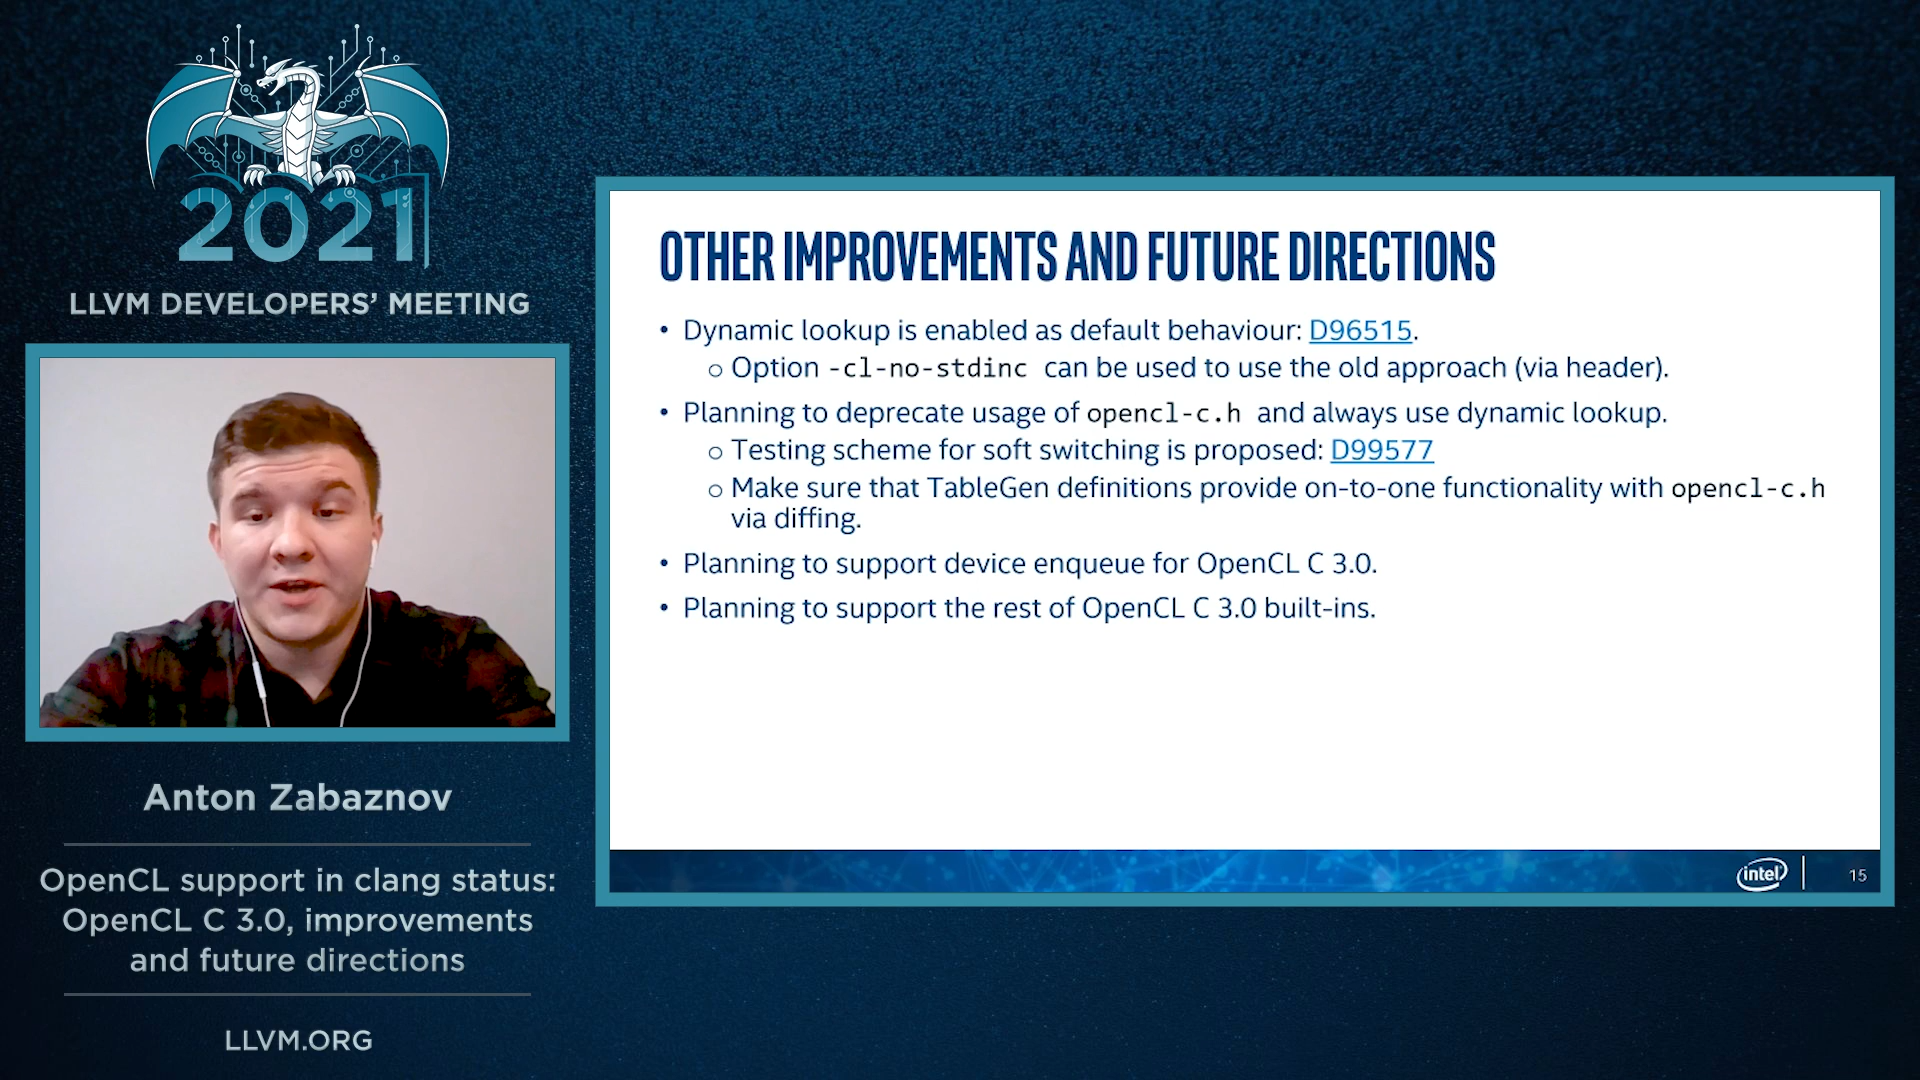 2021
LLVM DEVELOPERS’ MEETING
Anton Zabaznov
OpenCL support in clang status:
OpenCL C 3.0, improvements
and future directions
LLVM.ORG
OTHER IMPROVEMENTS AND FUTURE DIRECTIONS
• Dynamic lookup is enabled as default behaviour: D96515.
o Option -cl-no-stdinc can be used to use the old approach (via header).
• Planning to deprecate usage of opencl-c.h and always use dynamic lookup.
o Testing scheme for soft switching is proposed: D99577
o Make sure that TableGen definitions provide on-to-one functionality with opencl-c.h
via diffing.
• Planning to support device enqueue for OpenCL C 3.0.
• Planning to support the rest of OpenCL C 3.0 built-ins.
intel
15